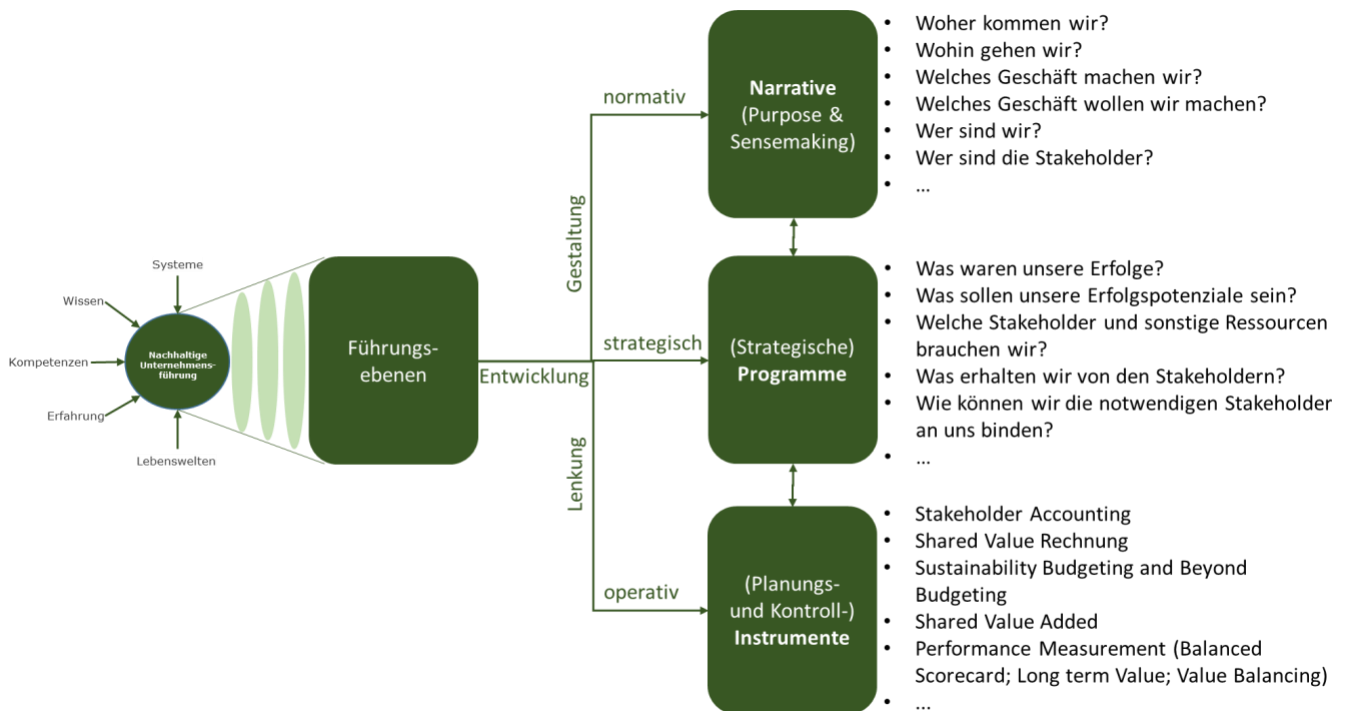 Systeme
Wissen
Kompetenzen
Erfahrung
Lebenswelten
Nachhaltige
Unternehmens-
führung
Führungs-
ebenen
Gestaltung
Entwicklung
Lenkung
normativ
strategisch
operativ
Narrative
(Purpose &
Sensemaking)
• Woher kommen wir?
• Wohin gehen wir?
• Welches Geschäft machen wir?
• Welches Geschäft wollen wir machen?
• Wer sind wir?
• Wer sind die Stakeholder?
• ...
(Strategische)
Programme
• Was waren unsere Erfolge?
• Was sollen unsere Erfolgspotenziale sein?
• Welche Stakeholder und sonstige Ressourcen
brauchen wir?
• Was erhalten wir von den Stakeholdern?
• Wie können wir die notwendigen Stakeholder
an uns binden?
• ...
(Planungs-
und Kontroll-)
Instrumente
• Stakeholder Accounting
• Shared Value Rechnung
• Sustainability Budgeting and Beyond
Budgeting
• Shared Value Added
• Performance Measurement (Balanced
Scorecard; Long term Value; Value Balancing)
• ...